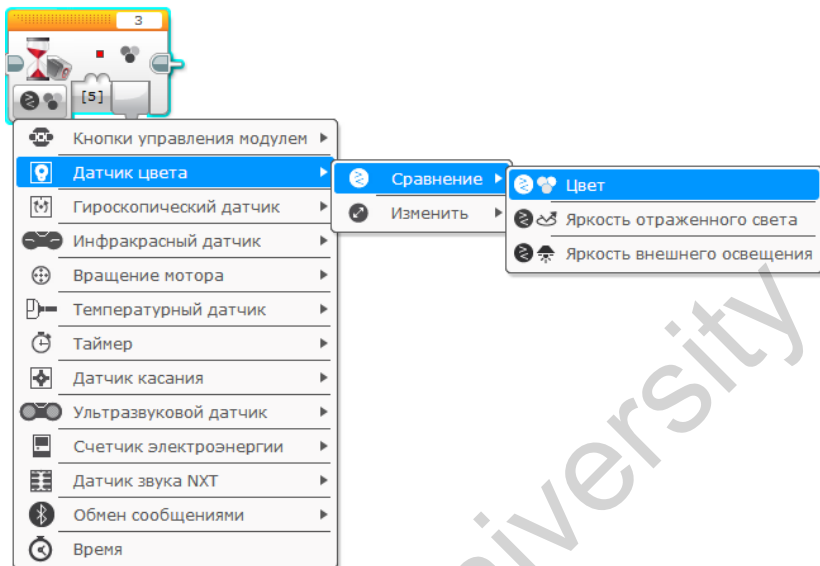 3
[5]
Кнопки управления модулем
Датчик цвета
Сравнение
Цвет
Гироскопический датчик
Изменить
Яркость отраженного света
Инфракрасный датчик
Яркость внешнего освещения
Вращение мотора
Температурный датчик
Таймер
Датчик касания
Ультразвуковой датчик
Счетчик электроэнергии
Датчик звука NXT
Обмен сообщениями
Время
iversity